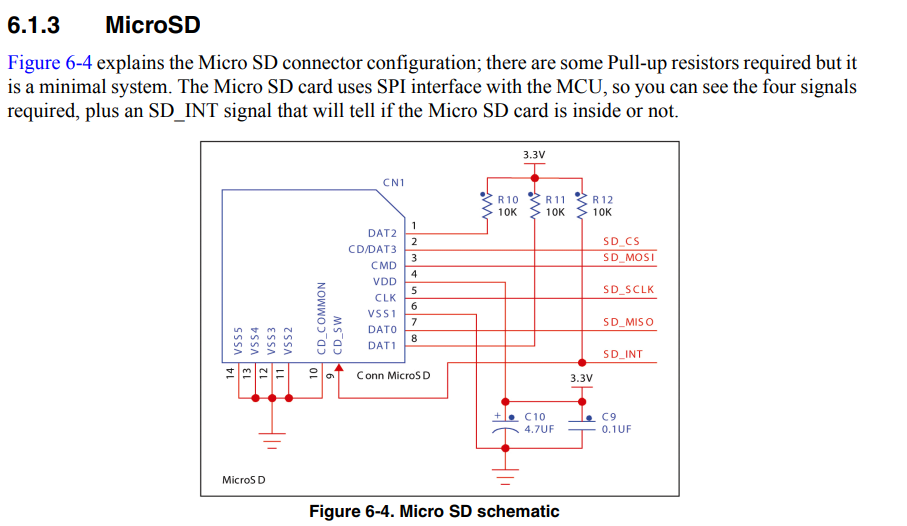 6.1.3 MicroSD
Figure 6-4 explains the Micro SD connector configuration; there are some Pull-up resistors required but it
is a minimal system. The Micro SD card uses SPI interface with the MCU, so you can see the four signals
required, plus an SD_INT signal that will tell if the Micro SD card is inside or not.
3.3V
CN1
R10
10K
R11
10K
R12
10K
DAT2 1
CD/DAT3 2
CMD 3
VDD 4
CLK 5
VSS1 6
DAT0 7
DAT1 8
SD_CS
SD_MOSI
SD_SCLK
SD_MISO
SD_INT
VSS5
VSS4
VSS3
VSS2
CD_COMMON
CD_SW
14
13
12
11
10
9
Conn MicroSD
3.3V
+
C10
4.7UF
C9
0.1UF
MicroSD
Figure 6-4. Micro SD schematic